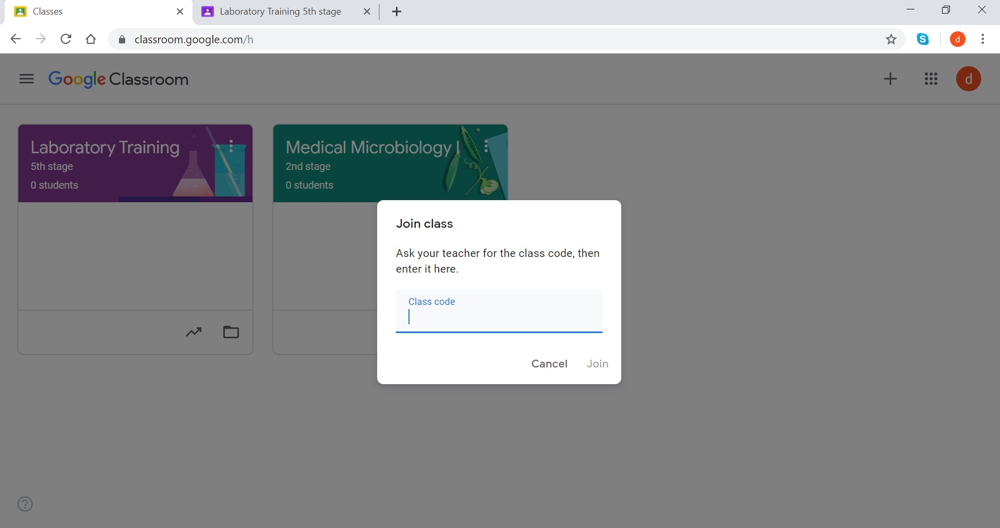 Classes
Laboratory Training 5th stage
classroom.google.com/h
S
d
Google Classroom
d
Laboratory Training
5th stage
0 students
Medical Microbiology |
2nd stage
0 students
Join class
Ask your teacher for the class code, then
enter it here.
Class code
Cancel
Join